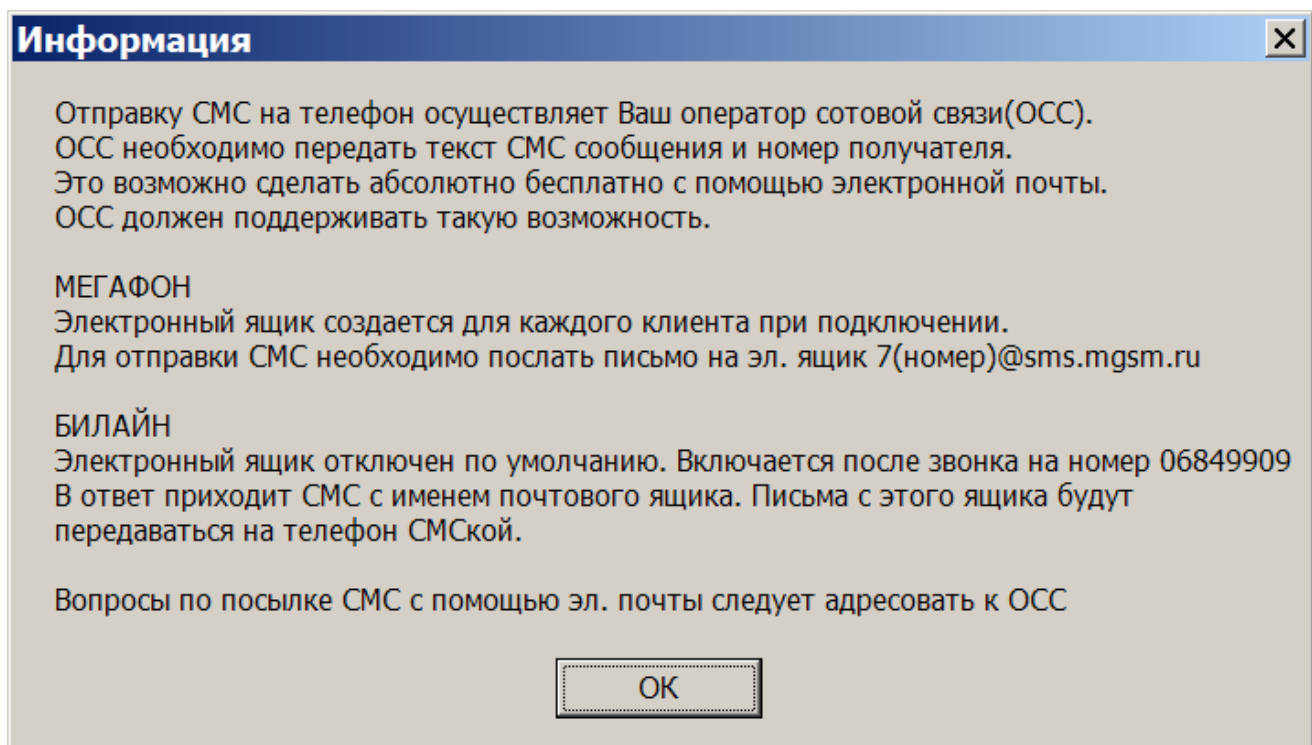 Информация
Отправку СМС на телефон осуществляет Ваш оператор сотовой связи(ОСС).
ОСС необходимо передать текст СМС сообщения и номер получателя.
Это возможно сделать абсолютно бесплатно с помощью электронной почты.
ОСС должен поддерживать такую возможность.
МЕГАФОН
Электронный ящик создается для каждого клиента при подключении.
Для отправки СМС необходимо послать письмо на эл. ящик 7(номер)@sms.mgsm.ru
БИЛАЙН
Электронный ящик отключен по умолчанию. Включается после звонка на номер 06849909
В ответ приходит СМС с именем почтового ящика. Письма с этого ящика будут
передаваться на телефон СМСкой.
Вопросы по посылке СМС с помощью эл. почты следует адресовать к ОСС
ОК